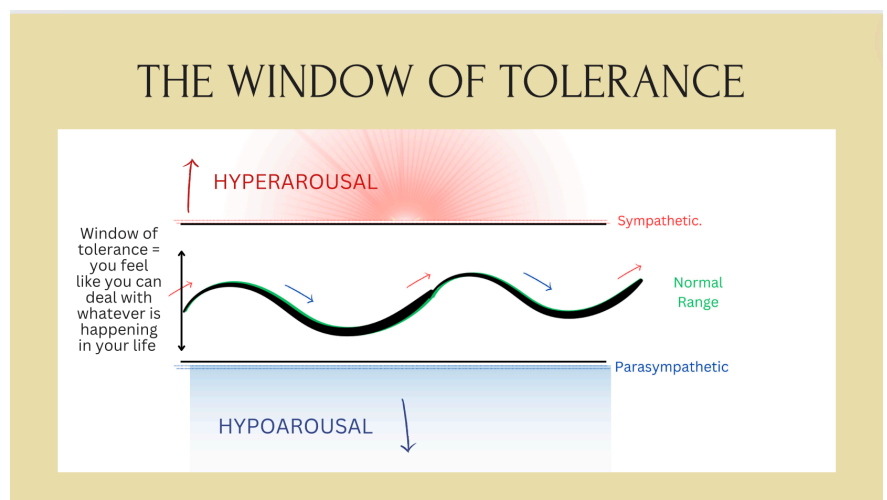 THE WINDOW OF TOLERANCE
HYPERAROUSAL
Sympathetic.
Window of
tolerance =
you feel
like you can
deal with
whatever is
happening
in your life
Normal
Range
Parasympathetic
HYPOAROUSAL